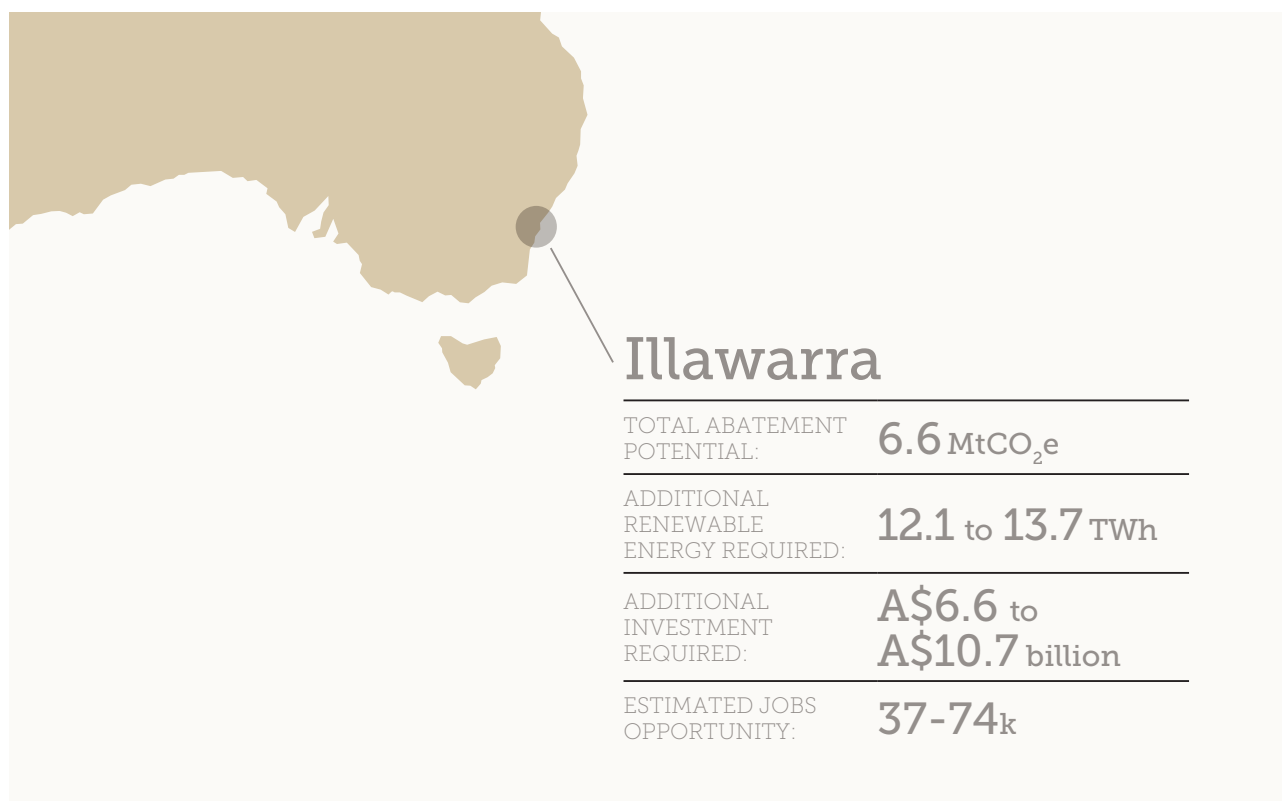 Illawarra
TOTAL ABATEMENT
POTENTIAL:
6.6 MtCO₂e
ADDITIONAL
RENEWABLE
ENERGY REQUIRED:
12.1 to 13.7 TWh
ADDITIONAL
INVESTMENT
REQUIRED:
A$6.6 to
A$10.7 billion
ESTIMATED JOBS
OPPORTUNITY:
37-74k